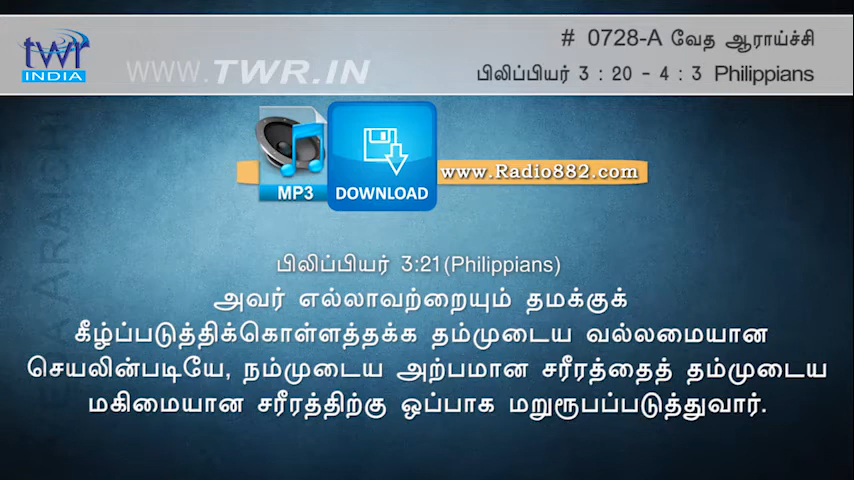 twr
INDIA
WWW.TWR.IN
# 0728-A வேத ஆராய்ச்சி
பிலிப்பியர் 3 : 20 - 4 : 3 Philippians
MP3
DOWNLOAD
www.Radio882.com
பிலிப்பியர் 3:21(Philippians)
அவர் எல்லாவற்றையும் தமக்குக்
கீழ்ப்படுத்திக்கொள்ளத்தக்க தம்முடைய வல்லமையான
செயலின்படியே, நம்முடைய அற்பமான சரீரத்தைத் தம்முடைய
மகிமையான சரீரத்திற்கு ஒப்பாக மறுரூபப்படுத்துவார்.